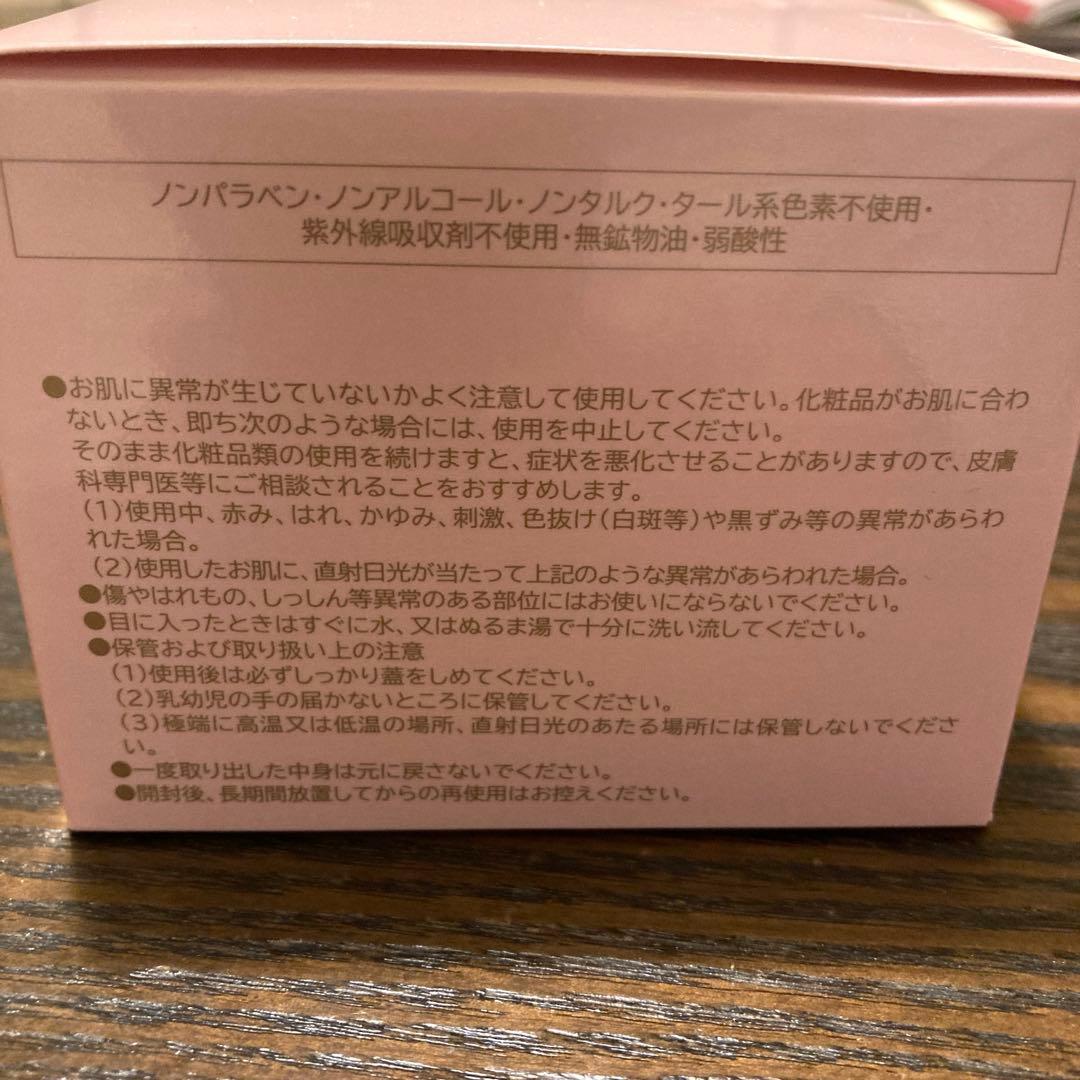 ノンパラベン・ノンアルコール・ノンタルク・タール系色素不使用・
紫外線吸収剤不使用・無鉱物油・弱酸性
●お肌に異常が生じていないかよく注意して使用してください。化粧品がお肌に合わ
ないとき、即ち次のような場合には、使用を中止してください。
そのまま化粧品類の使用を続けますと、症状を悪化させることがありますので、皮膚
科専門医等にご相談されることをおすすめします。
(1)使用中、赤み、はれ、かゆみ、刺激、色抜け(白斑等)や黒ずみ等の異常があらわ
れた場合。
(2)使用したお肌に、直射日光が当たって上記のような異常があらわれた場合。
●傷やはれもの、しっしん等異常のある部位にはお使いにならないでください。
●目に入ったときはすぐに水、又はぬるま湯で十分に洗い流してください。
●保管および取り扱い上の注意
(1)使用後は必ずしっかり蓋をしめてください。
(2)乳幼児の手の届かないところに保管してください。
(3)極端に高温又は低温の場所、直射日光のあたる場所には保管しないでくださ
い。
●一度取り出した中身は元に戻さないでください。
●開封後、長期間放置してからの再使用はお控えください。